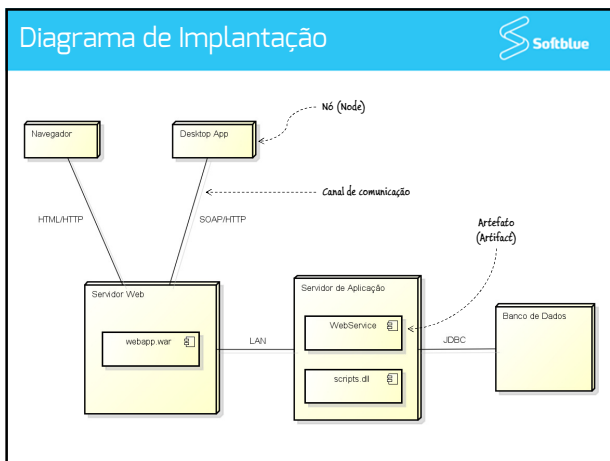 Diagrama de Implantação
Softblue
Nó (Node)
Navegador
Desktop App
Canal de comunicação
HTML/HTTP
SOAP/HTTP
Artefato
(Artifact)
Servidor Web
Servidor de Aplicação
Banco de Dados
WebService
webapp.war
LAN
JDBC
scripts.dll